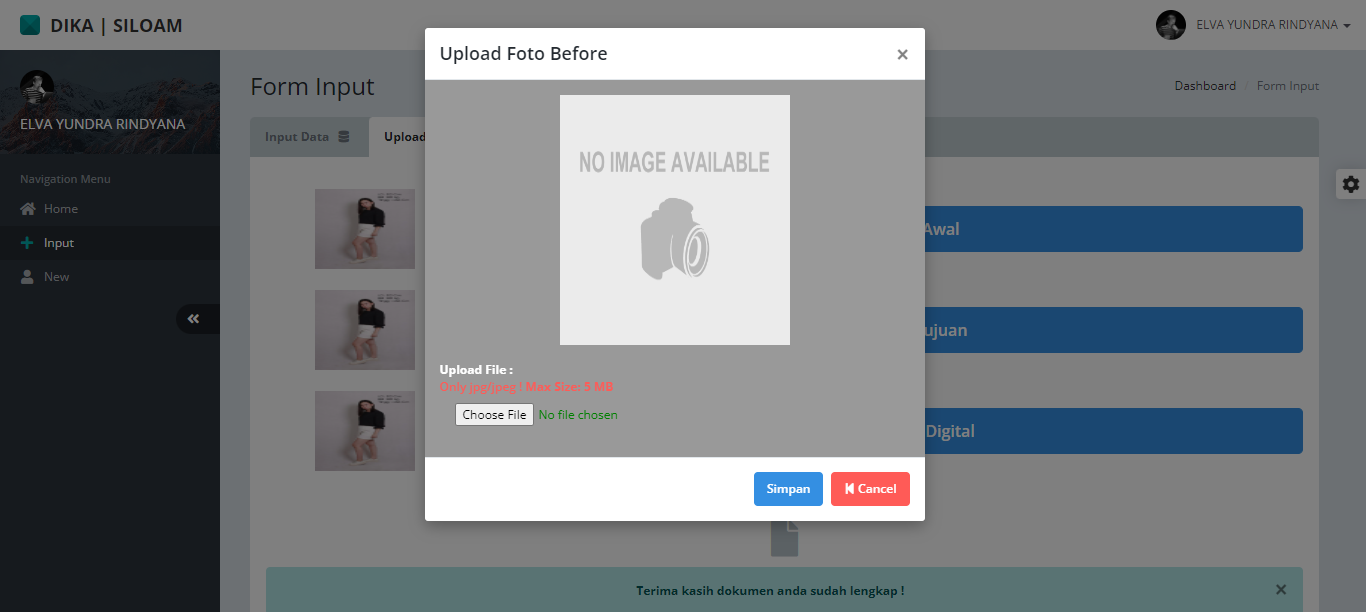 DIKA | SILOAM
ELVA YUNDRA RINDYANA
ELVA YUNDRA RINDYANA
Navigation Menu
Home
Input
New
Form Input
Dashboard / Form Input
Input Data
Upload
Upload Foto Before
×
NO IMAGE AVAILABLE
Upload File :
Only jpg/jpeg ! Max Size: 5 MB
Choose File No file chosen
Simpan
Cancel
Awal
ujuan
Digital
Terima kasih dokumen anda sudah lengkap !
×